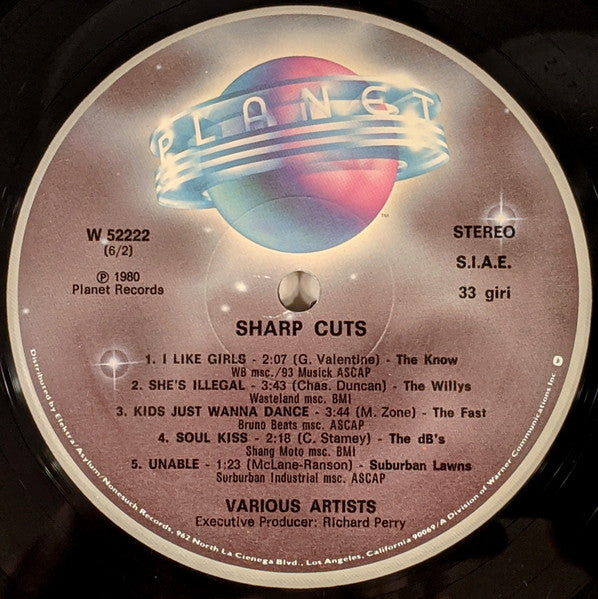 PLANET
™
W 52222
(6/2)
℗ 1980
Planet Records
STEREO
S.I.A.E.
33 giri
SHARP CUTS
1. I LIKE GIRLS - 2:07 (G. Valentine) - The Know
WB msc./93 Musick ASCAP
2. SHE'S ILLEGAL - 3:43 (Chas. Duncan) - The Willys
Wasteland msc. BMI
3. KIDS JUST WANNA DANCE - 3:44 (M. Zone) - The Fast
Bruno Beats msc. ASCAP
4. SOUL KISS - 2:18 (C. Stamey) - The dB's
Shang Moto msc. BMI
5. UNABLE - 1:23 (McLane-Ranson) - Suburban Lawns
Surburban Industrial msc. ASCAP
VARIOUS ARTISTS
Executive Producer: Richard Perry
Distributed by Elektra/Asylum/Nonesuch Records, 962 North La Cienega Blvd., Los Angeles, California 90069/A Division of Warner Communications Inc.